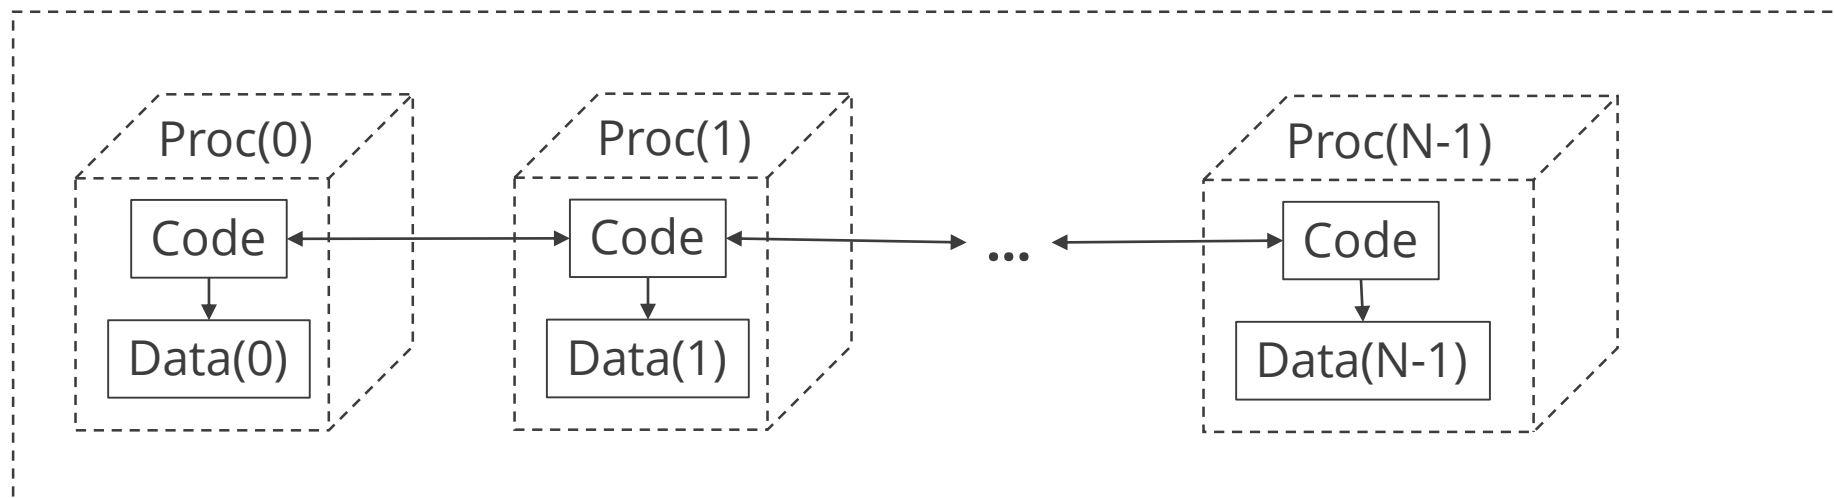 Proc(0)
Proc(1)
Proc(N-1)
Code
Code
...
Code
Data(0)
Data(1)
Data(N-1)